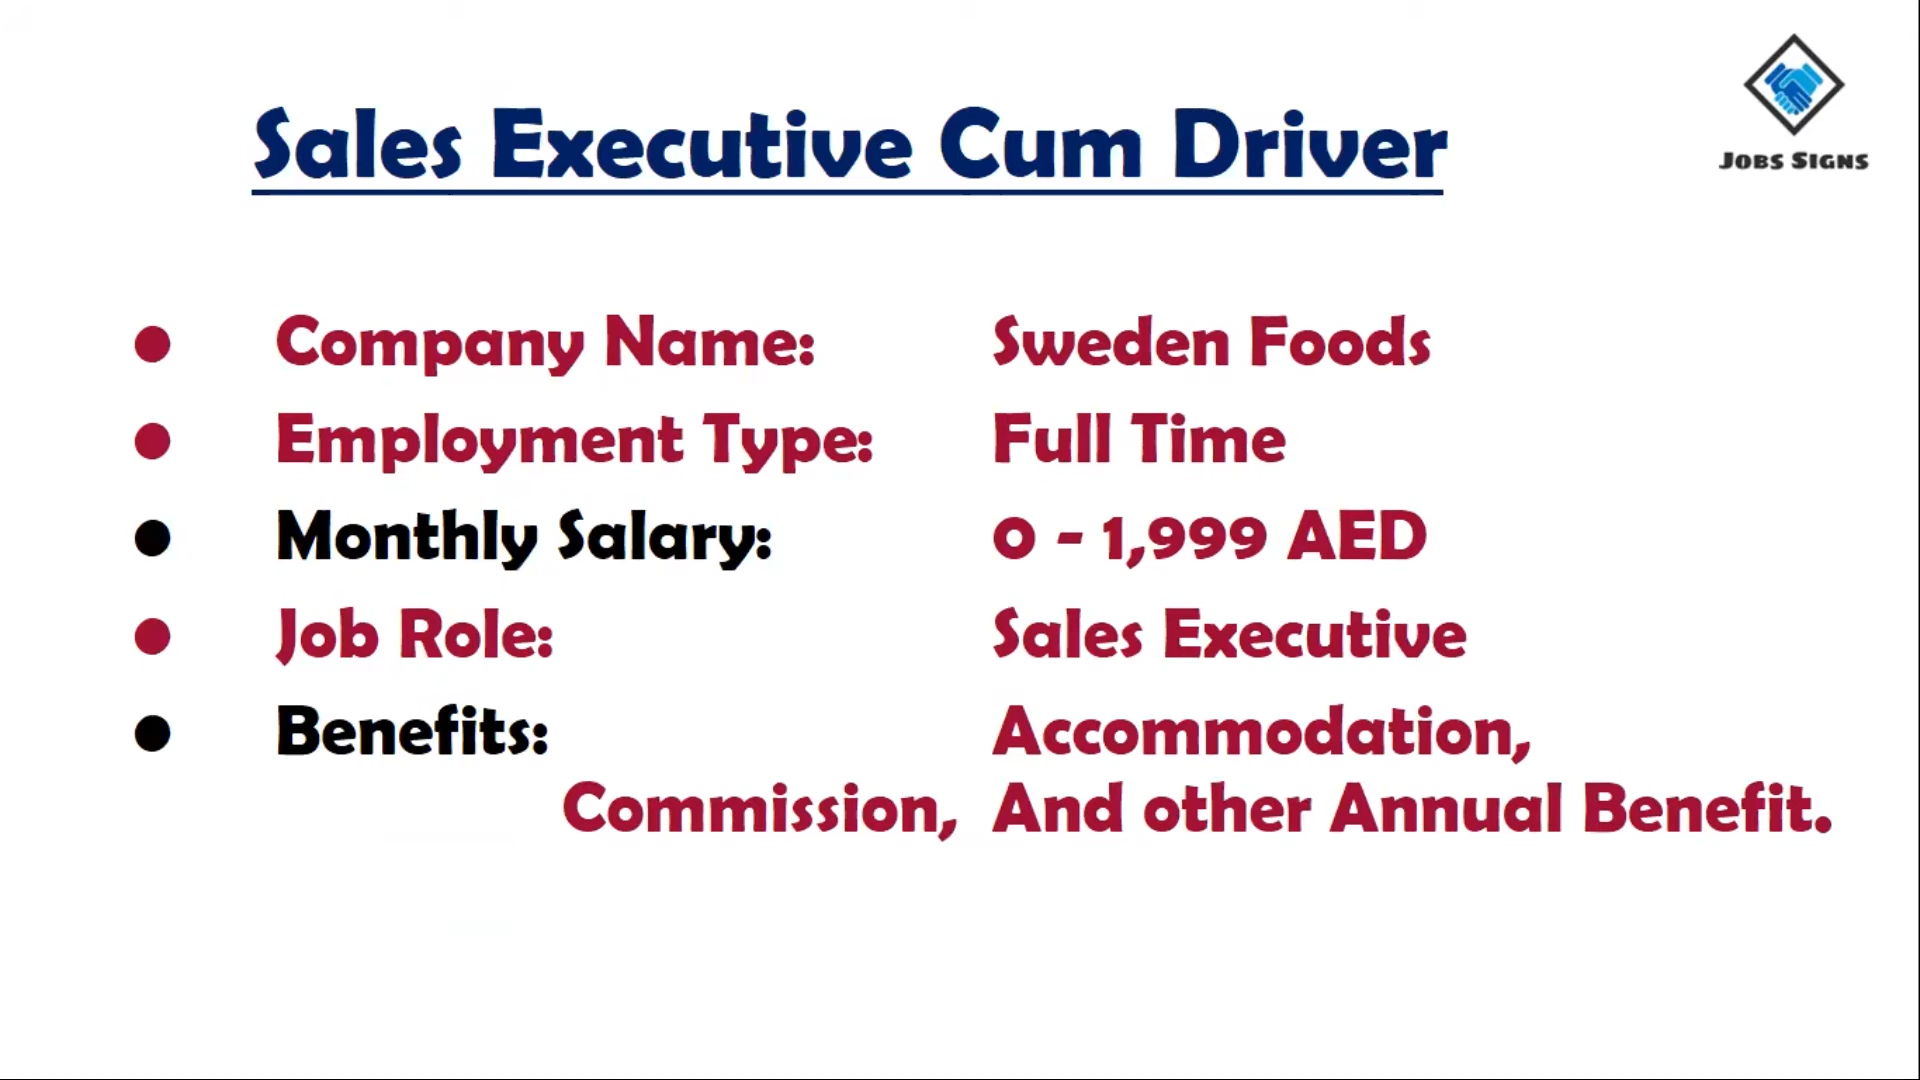 Sales Executive Cum Driver
JOBS SIGNS
Company Name: Sweden Foods
Employment Type: Full Time
Monthly Salary: 0 - 1,999 AED
Job Role: Sales Executive
Benefits: Accommodation,
Commission, And other Annual Benefit.